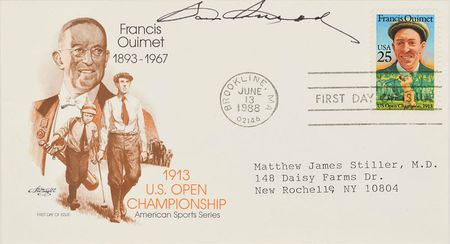 Francis
Ouimet
1893-1967
Francis Ouimet
USA
25
US Open Champion, 1913
BROOKLINE, MA
JUNE
13
1988
02146
FIRST DAY OF ISSUE
1913
U.S. OPEN
CHAMPIONSHIP
American Sports Series
FIRST DAY OF ISSUE
Matthew James Stiller, M.D.
148 Daisy Farms Dr.
New Rochelle, NY 10804